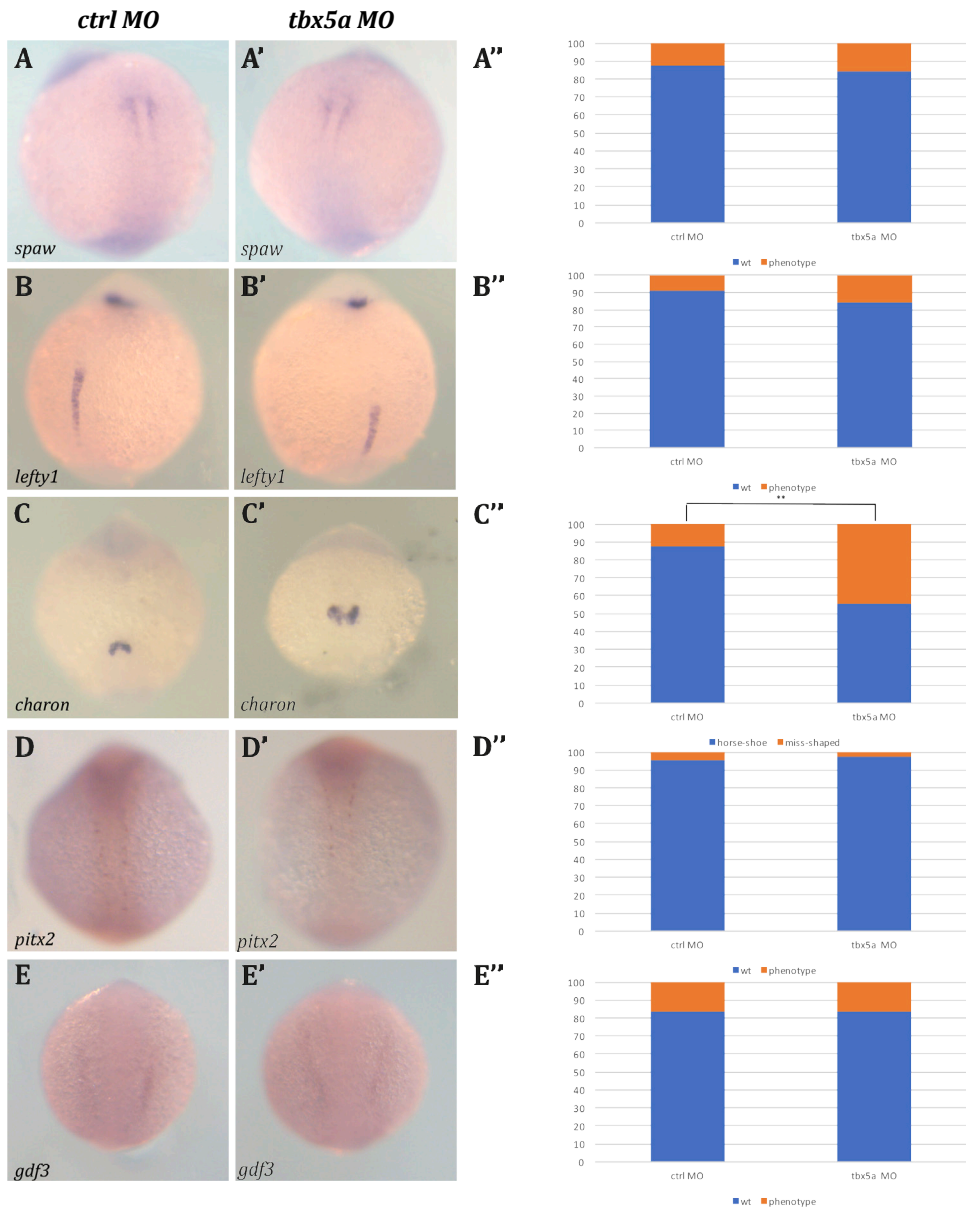 ctrl MO tbx5a MO
A A' A''
spaw spaw
100
90
80
70
60
50
40
30
20
10
0
ctrl MO tbx5a MO
wt phenotype
B B' B''
lefty1 lefty1
100
90
80
70
60
50
40
30
20
10
0
ctrl MO tbx5a MO
wt phenotype
**
C C' C''
charon charon
100
90
80
70
60
50
40
30
20
10
0
ctrl MO tbx5a MO
horse-shoe miss-shaped
D D' D''
pitx2 pitx2
100
90
80
70
60
50
40
30
20
10
0
ctrl MO tbx5a MO
wt phenotype
E E' E''
gdf3 gdf3
100
90
80
70
60
50
40
30
20
10
0
ctrl MO tbx5a MO
wt phenotype